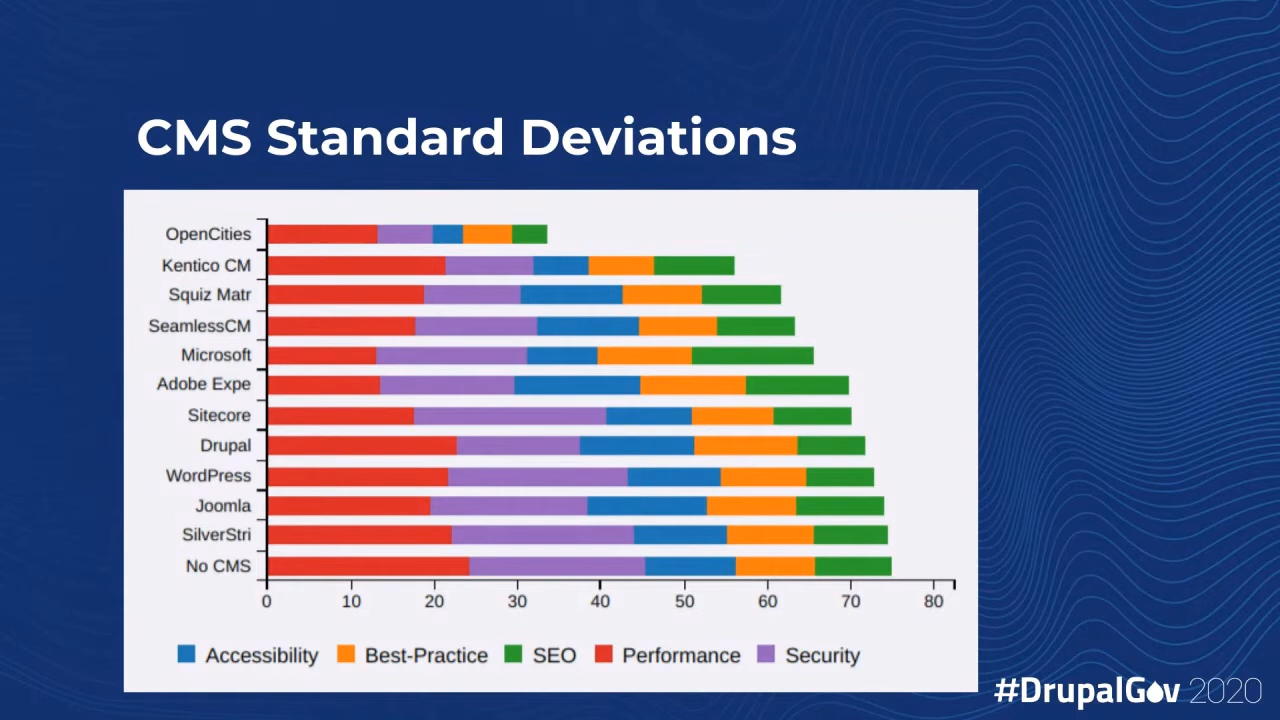 CMS Standard Deviations
OpenCities
Kentico CM
Squiz Matr
SeamlessCM
Microsoft
Adobe Expe
Sitecore
Drupal
WordPress
Joomla
SilverStri
No CMS
0 10 20 30 40 50 60 70 80
Accessibility Best-Practice SEO Performance Security
#DrupalGov 2020